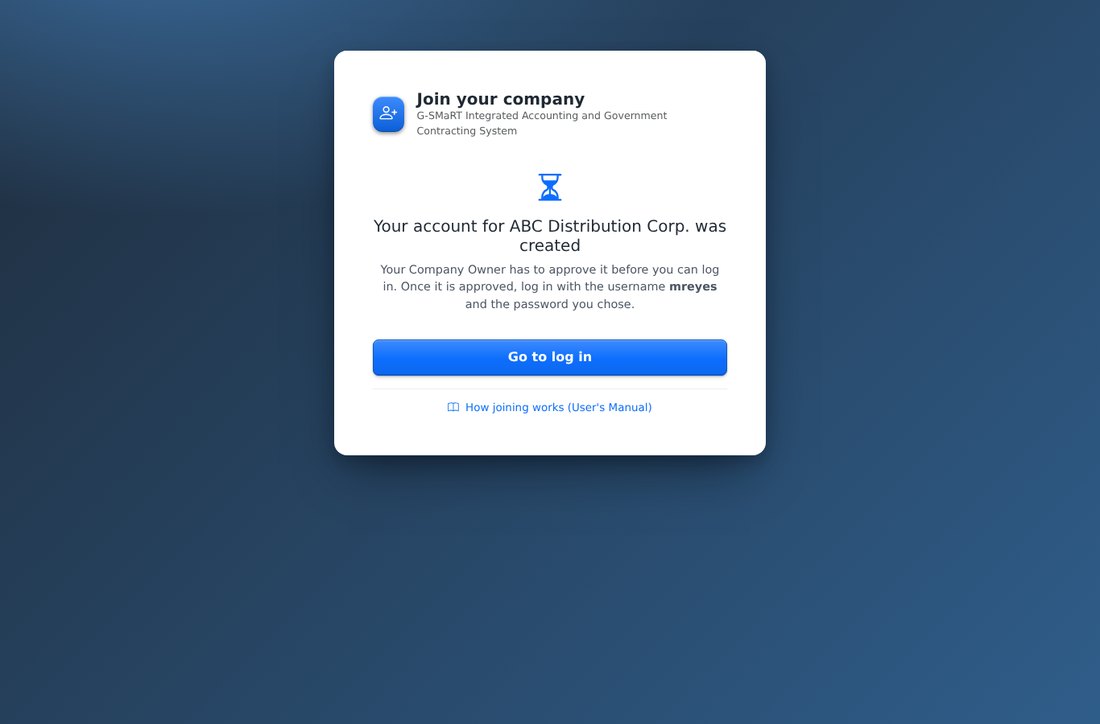 Join your company
G-SMaRT Integrated Accounting and Government
Contracting System
Your account for ABC Distribution Corp. was
created
Your Company Owner has to approve it before you can log
in. Once it is approved, log in with the username mreyes
and the password you chose.
Go to log in
How joining works (User's Manual)